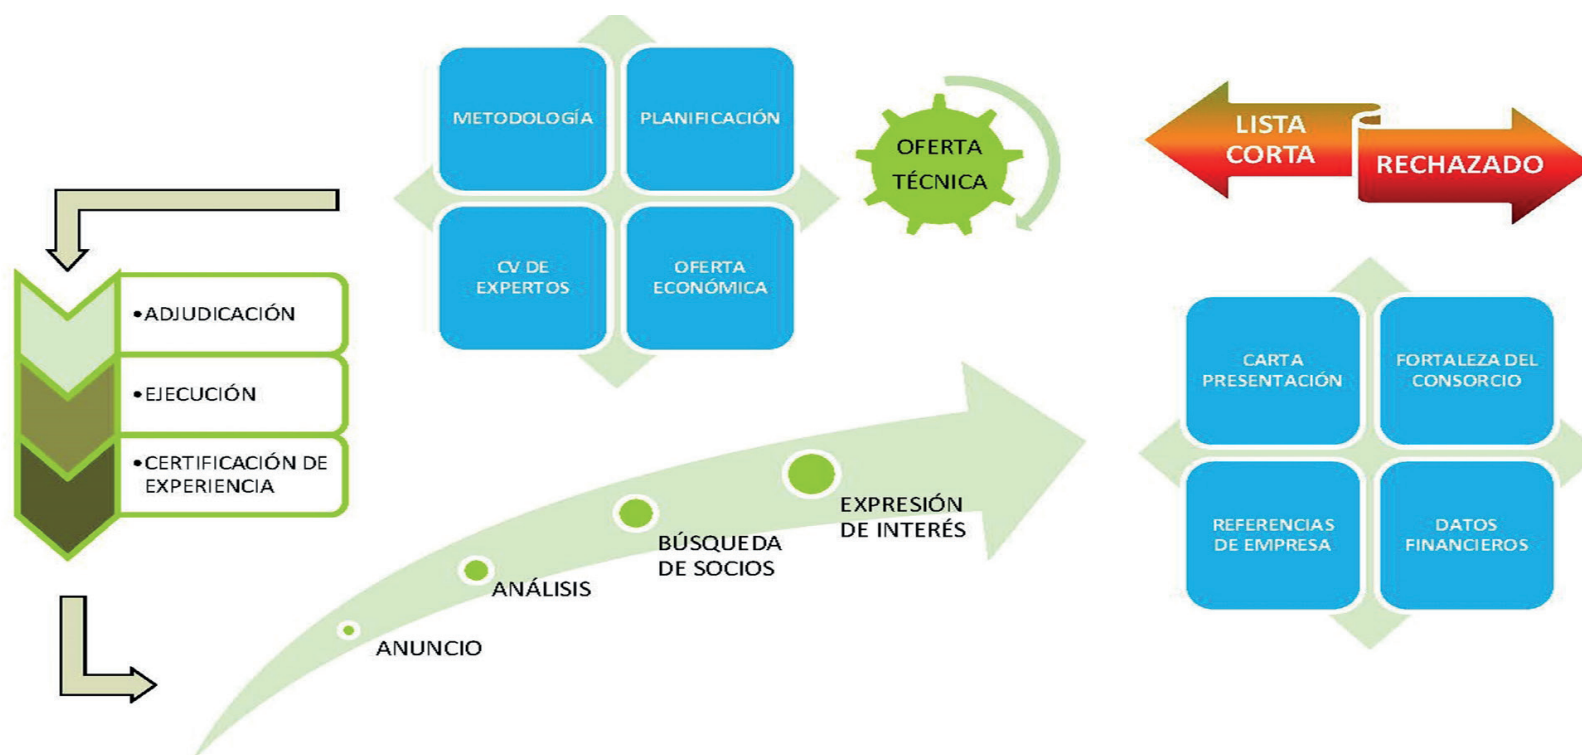 METODOLOGÍA
PLANIFICACIÓN
CV DE
EXPERTOS
OFERTA
ECONÓMICA
OFERTA
TÉCNICA
LISTA
CORTA
RECHAZADO
•ADJUDICACIÓN
•EJECUCIÓN
•CERTIFICACIÓN DE
EXPERIENCIA
CARTA
PRESENTACIÓN
FORTALEZA DEL
CONSORCIO
REFERENCIAS
DE EMPRESA
DATOS
FINANCIEROS
EXPRESIÓN
DE INTERÉS
BÚSQUEDA
DE SOCIOS
ANÁLISIS
ANUNCIO